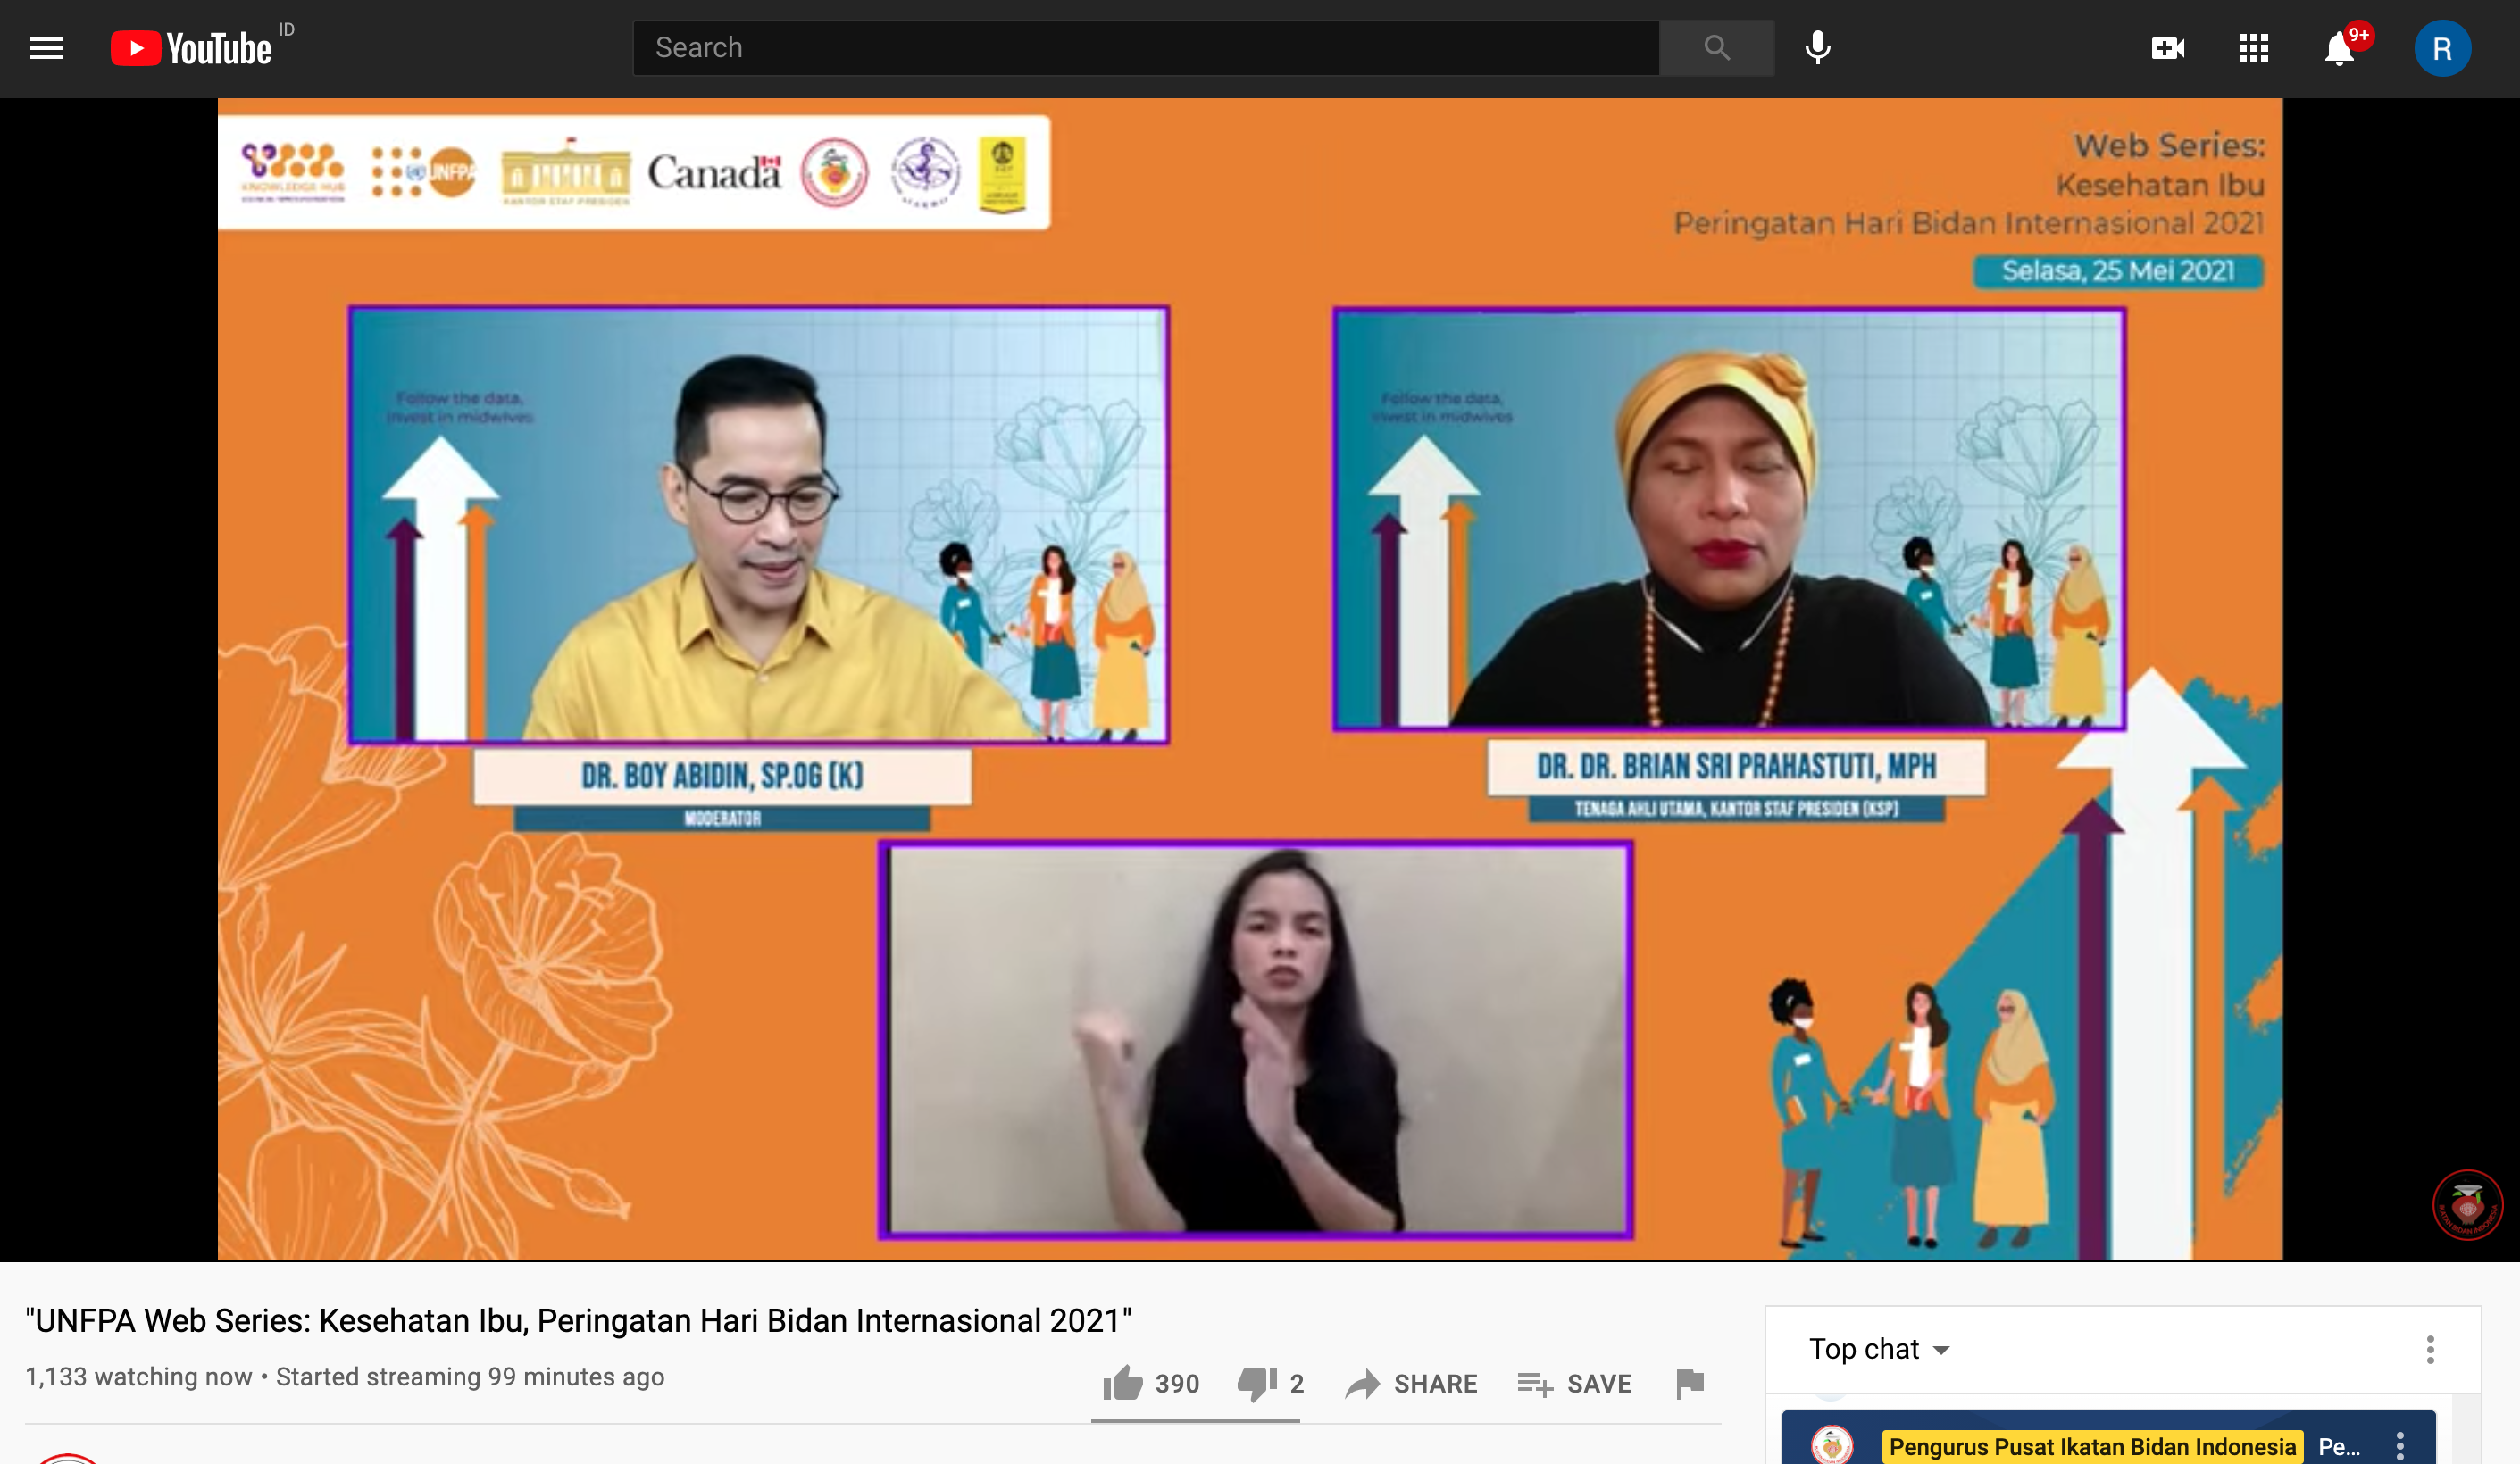 YouTube ID
Search
9+
R
KNOWLEDGE HUB
UNFPA
KANTOR STAF PRESIDEN
Canada
Web Series:
Kesehatan Ibu
Peringatan Hari Bidan Internasional 2021
Selasa, 25 Mei 2021
Follow the data,
invest in midwives
Follow the data,
invest in midwives
DR. BOY ABIDIN, SP.OG (K)
MODERATOR
DR. DR. BRIAN SRI PRAHASTUTI, MPH
TENAGA AHLI UTAMA, KANTOR STAF PRESIDEN (KSP)
IKATAN BIDAN INDONESIA
"UNFPA Web Series: Kesehatan Ibu, Peringatan Hari Bidan Internasional 2021"
1,133 watching now • Started streaming 99 minutes ago
390
2
SHARE
SAVE
Top chat
Pengurus Pusat Ikatan Bidan Indonesia Pe...